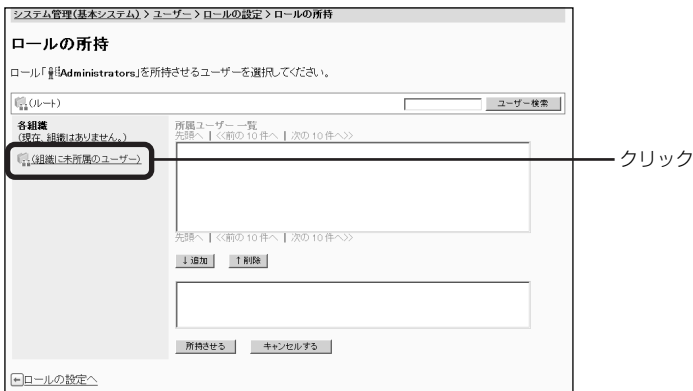 システム管理(基本システム) > ユーザー > ロールの設定 > ロールの所持
ロールの所持
ロール「Administrators」を所持させるユーザーを選択してください。
(ルート)
ユーザー検索
各組織
(現在、組織はありません。)
(組織に未所属のユーザー)
所属ユーザー 一覧
先頭へ | <<前の10件へ | 次の10件へ>>
クリック
先頭へ | <<前の10件へ | 次の10件へ>>
↓追加 ↑削除
所持させる キャンセルする
ロールの設定へ